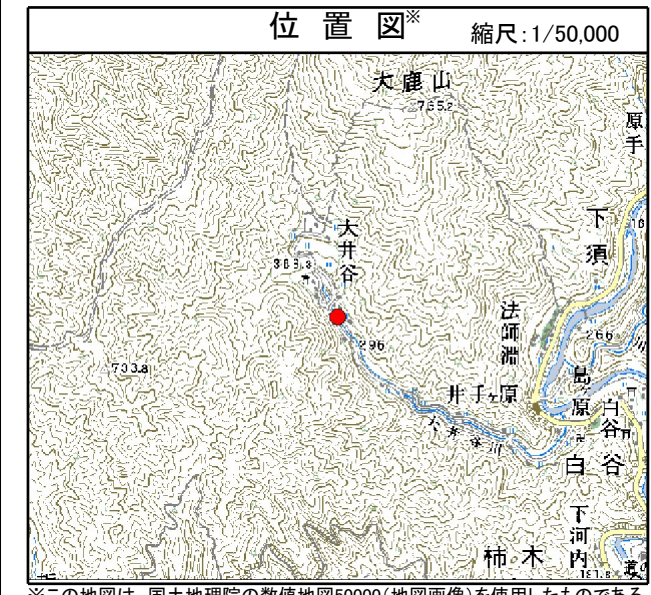 位置図※
縮尺:1/50,000
大鹿山
原手
下須
大井谷
296
法師淵
266
733.8
井手ヶ原
島原
白谷
大井谷川
白谷
下河内
柿木
※この地図は、国土地理院の数値地図50000(地図画像)を使用したものである